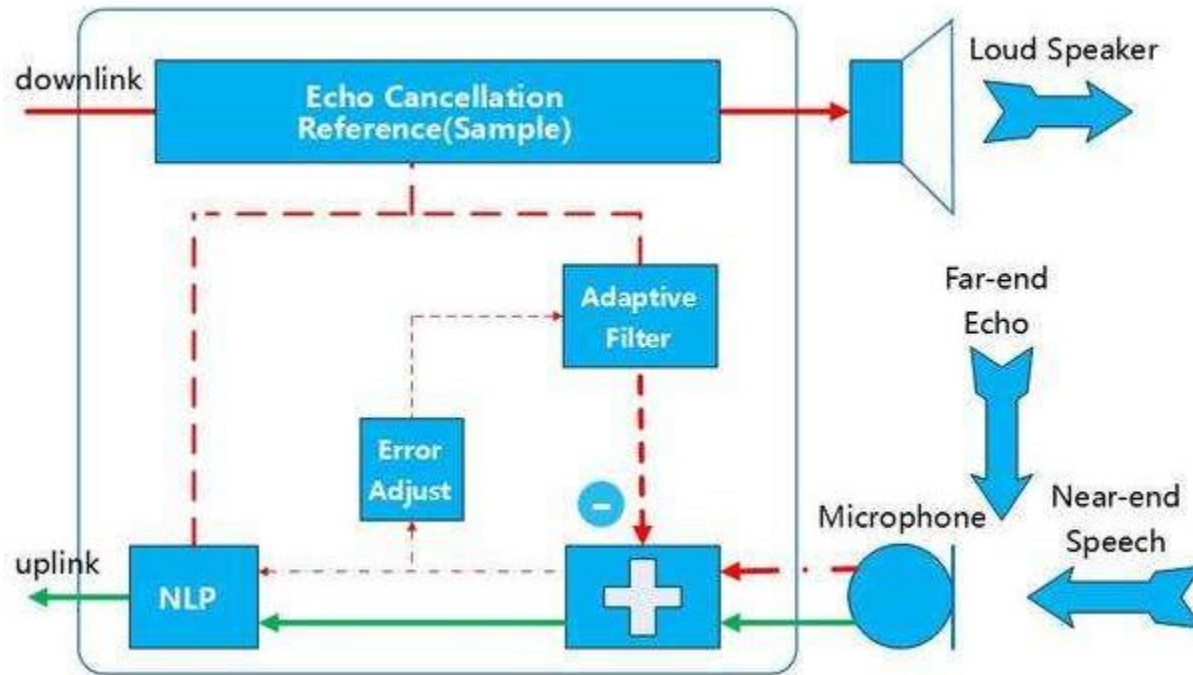 Loud Speaker
downlink
Echo Cancellation
Reference(Sample)
Far-end
Echo
Adaptive
Filter
Error
Adjust
-
Microphone
Near-end
Speech
uplink
NLP